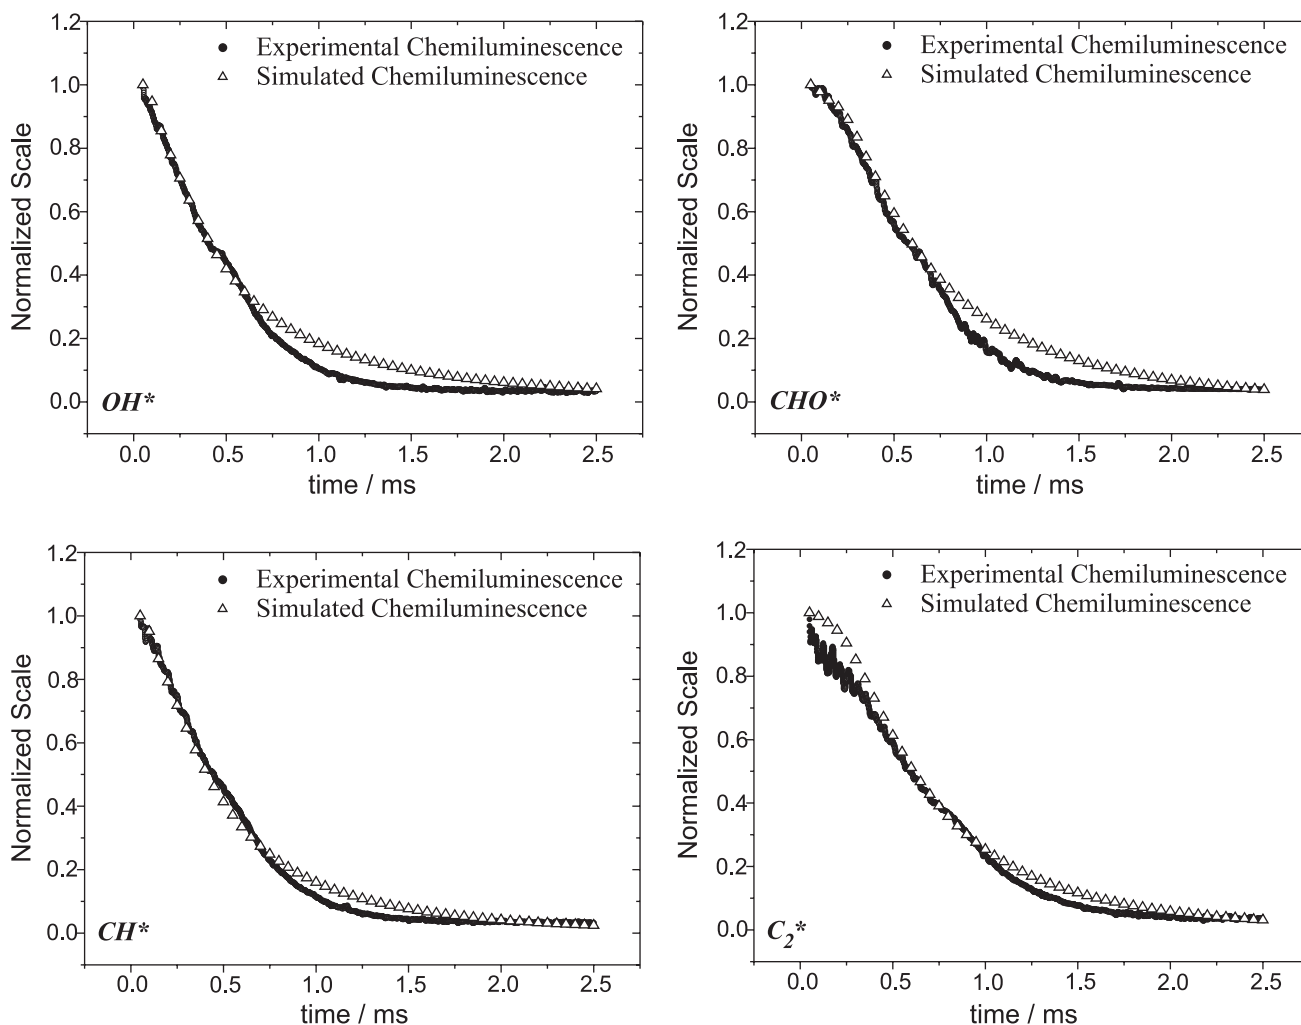 1.2
1.0
0.8
0.6
0.4
0.2
0.0
Normalized Scale
Experimental Chemiluminescence
Simulated Chemiluminescence
OH*
0.0 0.5 1.0 1.5 2.0 2.5
time / ms
1.2
1.0
0.8
0.6
0.4
0.2
0.0
Normalized Scale
Experimental Chemiluminescence
Simulated Chemiluminescence
CHO*
0.0 0.5 1.0 1.5 2.0 2.5
time / ms
1.2
1.0
0.8
0.6
0.4
0.2
0.0
Normalized Scale
Experimental Chemiluminescence
Simulated Chemiluminescence
CH*
0.0 0.5 1.0 1.5 2.0 2.5
time / ms
1.2
1.0
0.8
0.6
0.4
0.2
0.0
Normalized Scale
Experimental Chemiluminescence
Simulated Chemiluminescence
C₂*
0.0 0.5 1.0 1.5 2.0 2.5
time / ms